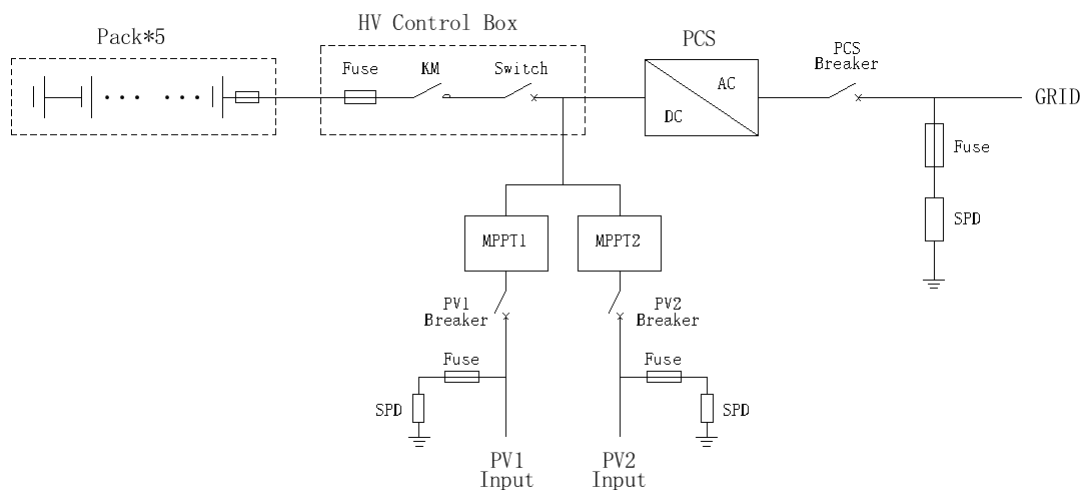 HV Control Box
Pack*5
PCS
PCS
Breaker
Fuse
KM
Switch
AC
DC
GRID
Fuse
SPD
MPPT1
MPPT2
PV1
Breaker
PV2
Breaker
Fuse
Fuse
SPD
SPD
PV1
Input
PV2
Input